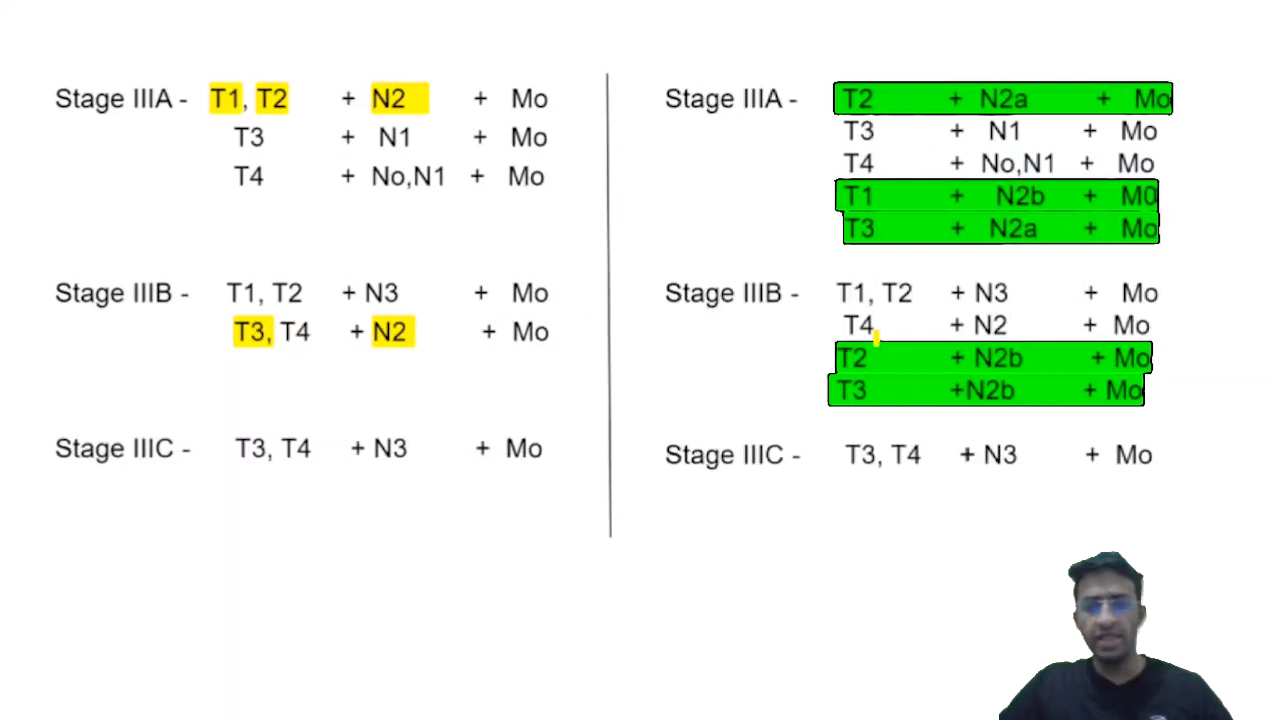 Stage IIIA - T1, T2 + N2 + Mo
T3 + N1 + Mo
T4 + No,N1 + Mo
Stage IIIB - T1, T2 + N3 + Mo
T3, T4 + N2 + Mo
Stage IIIC - T3, T4 + N3 + Mo
Stage IIIA - T2 + N2a + Mo
T3 + N1 + Mo
T4 + No,N1 + Mo
T1 + N2b + M0
T3 + N2a + Mo
Stage IIIB - T1, T2 + N3 + Mo
T4 + N2 + Mo
T2 + N2b + Mo
T3 +N2b + Mo
Stage IIIC - T3, T4 + N3 + Mo